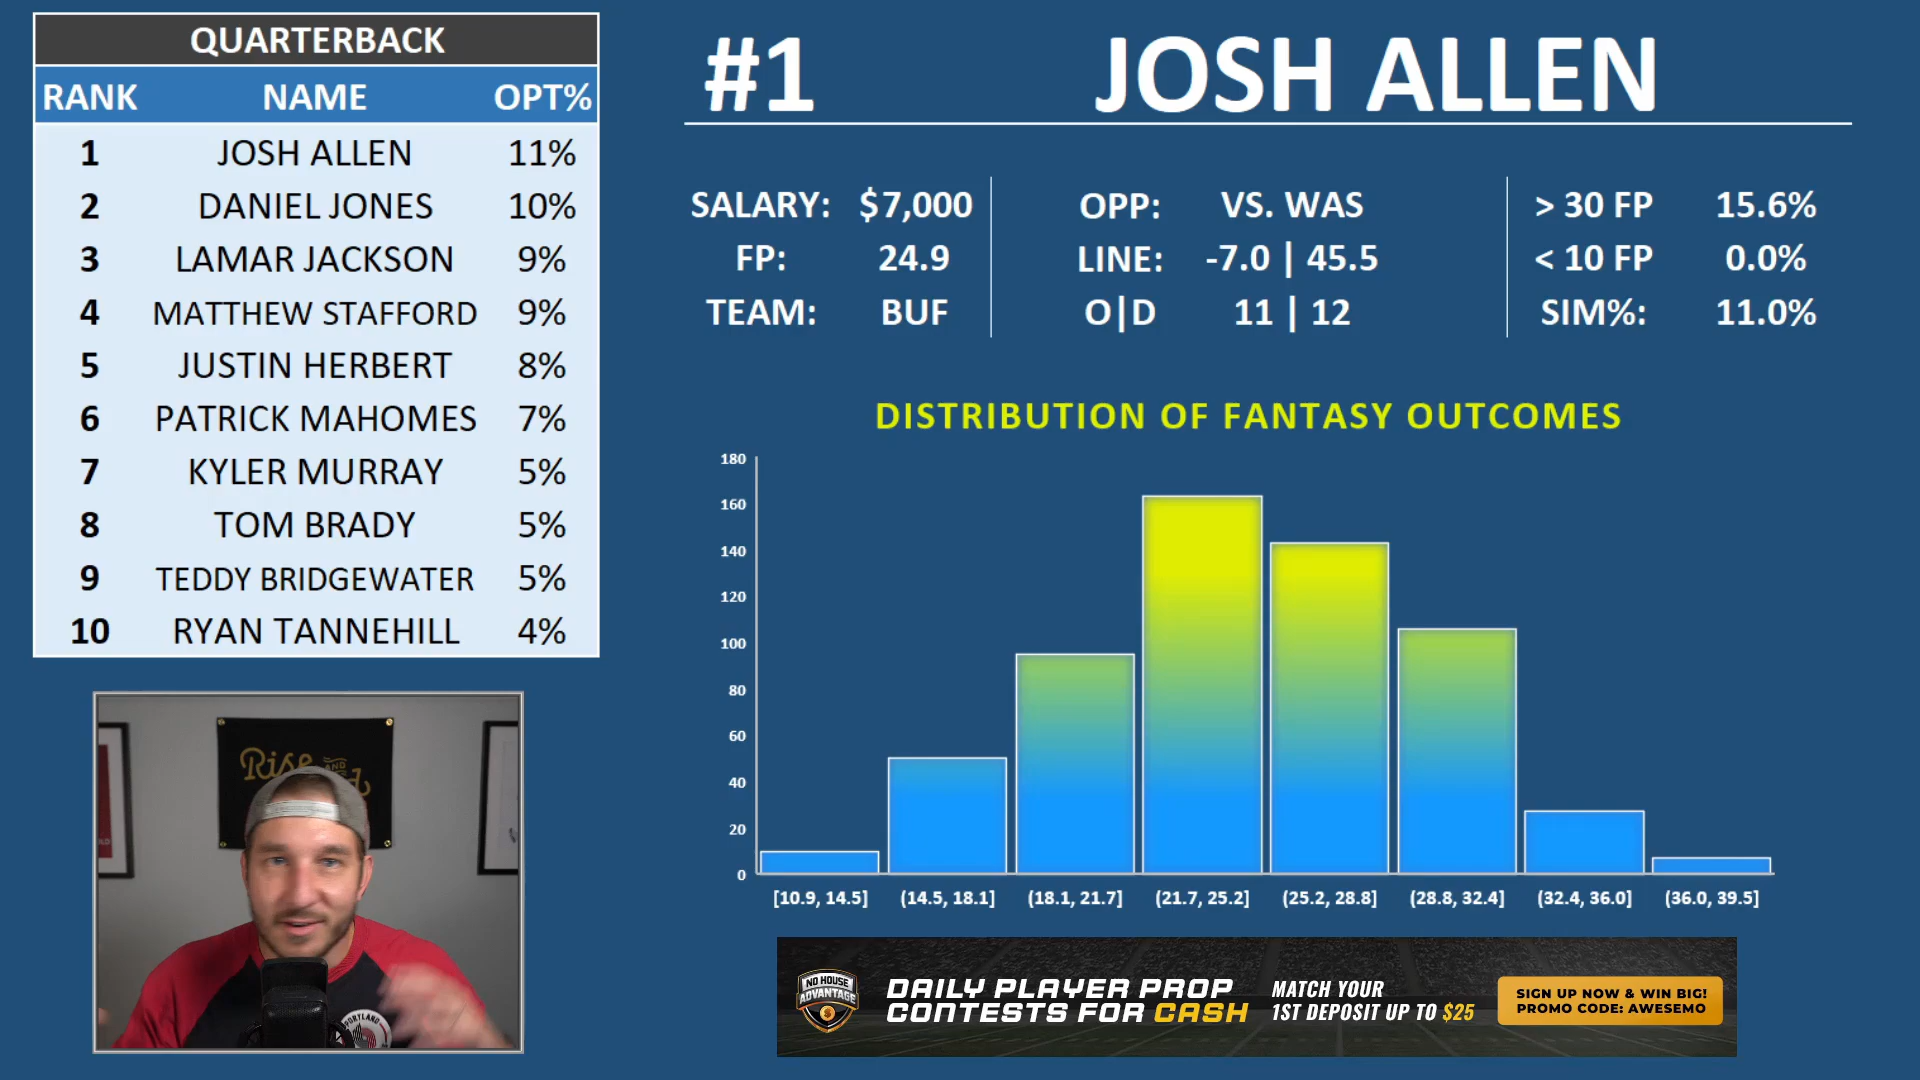 QUARTERBACK
RANK NAME OPT%
1 JOSH ALLEN 11%
2 DANIEL JONES 10%
3 LAMAR JACKSON 9%
4 MATTHEW STAFFORD 9%
5 JUSTIN HERBERT 8%
6 PATRICK MAHOMES 7%
7 KYLER MURRAY 5%
8 TOM BRADY 5%
9 TEDDY BRIDGEWATER 5%
10 RYAN TANNEHILL 4%
#1 JOSH ALLEN
SALARY: $7,000 OPP: VS. WAS > 30 FP 15.6%
FP: 24.9 LINE: -7.0 | 45.5 < 10 FP 0.0%
TEAM: BUF O|D 11 | 12 SIM%: 11.0%
DISTRIBUTION OF FANTASY OUTCOMES
180
160
140
120
100
80
60
40
20
0
[10.9, 14.5] (14.5, 18.1] (18.1, 21.7] (21.7, 25.2] (25.2, 28.8] (28.8, 32.4] (32.4, 36.0] (36.0, 39.5]
Rise AND
PORTLAND
NO HOUSE
ADVANTAGE
$
DAILY PLAYER PROP
CONTESTS FOR CASH
MATCH YOUR
1ST DEPOSIT UP TO $25
SIGN UP NOW & WIN BIG!
PROMO CODE: AWESEMO